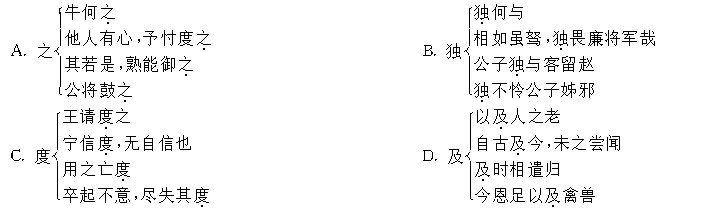 A. 之
牛何之
他人有心,予忖度之
其若是,熟能御之
公将鼓之
B. 独
独何与
相如虽驽,独畏廉将军哉
公子独与客留赵
独不怜公子姊邪
C. 度
王请度之
宁信度,无自信也
用之亡度
卒起不意,尽失其度
D. 及
以及人之老
自古及今,未之尝闻
及时相遣归
今恩足以及禽兽